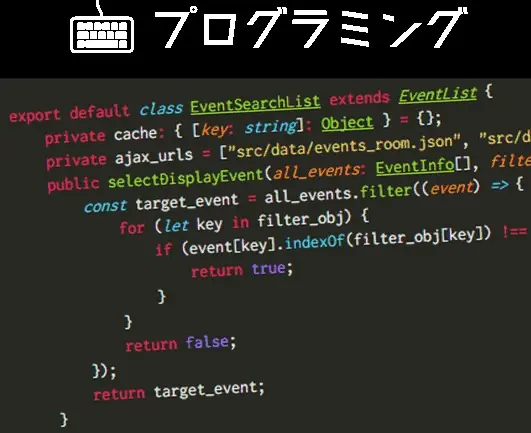 プログラミング
export default class EventSearchList extends EventList {
private cache: { [key: string]: Object } = {};
private ajax_urls = ["src/data/events_room.json", "src/d
public selectDisplayEvent(all_events: EventInfo[], filte
const target_event = all_events.filter((event) => {
for (let key in filter_obj) {
if (event[key].indexOf(filter_obj[key]) !==
return true;
}
}
return false;
});
return target_event;
}